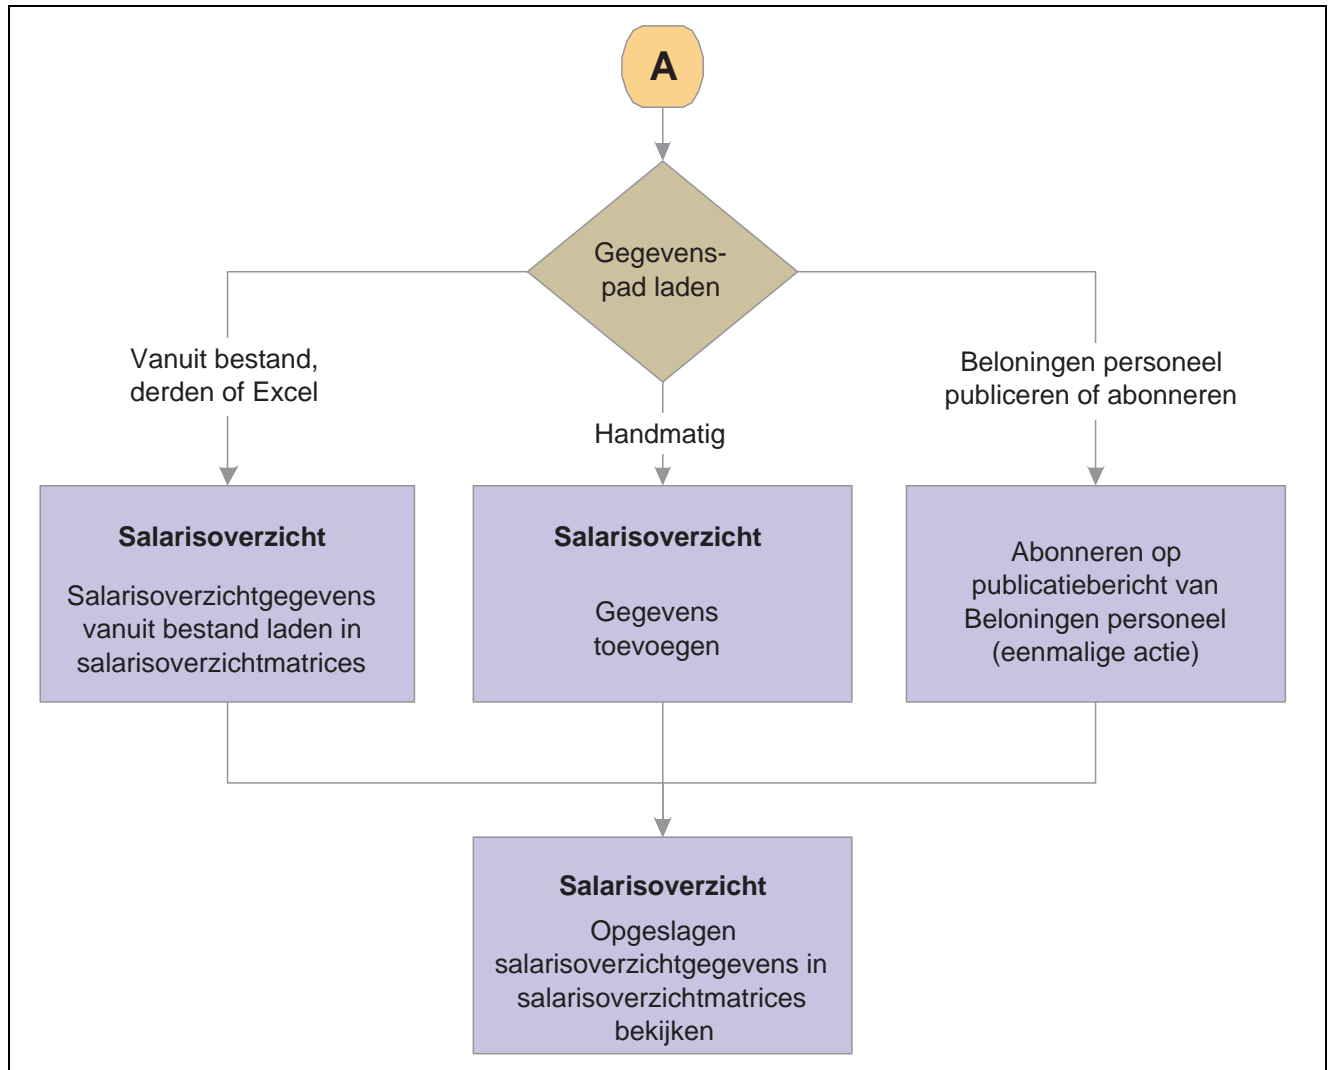 A
Gegevens-
pad laden
Vanuit bestand,
derden of Excel
Handmatig
Beloningen personeel
publiceren of abonneren
Salarisoverzicht
Salarisoverzichtgegevens
vanuit bestand laden in
salarisoverzichtmatrices
Salarisoverzicht
Gegevens
toevoegen
Abonneren op
publicatiebericht van
Beloningen personeel
(eenmalige actie)
Salarisoverzicht
Opgeslagen
salarisoverzichtgegevens in
salarisoverzichtmatrices
bekijken